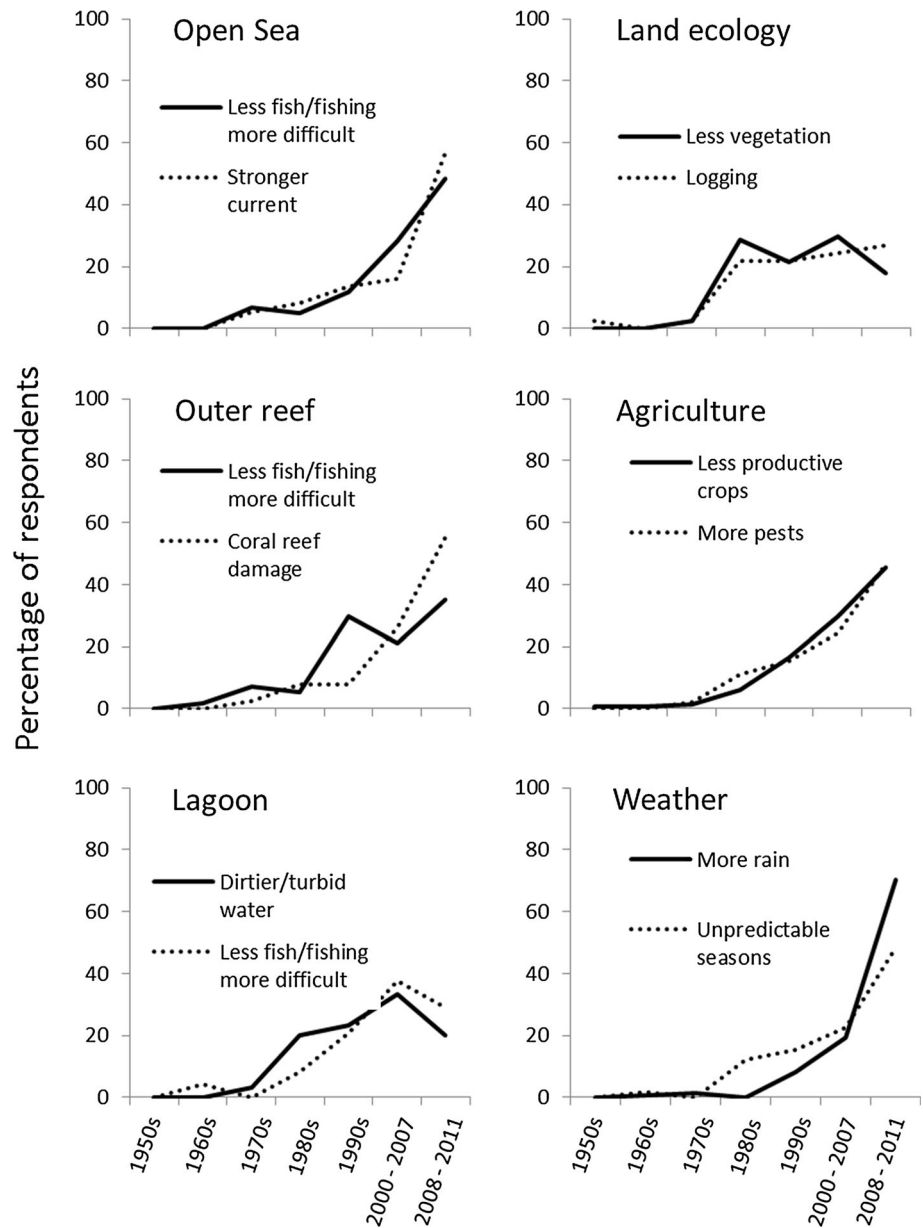 Percentage of respondents
Open Sea
100
80
60
40
20
0
Less fish/fishing
more difficult
Stronger
current
Land ecology
100
80
60
40
20
0
Less vegetation
Logging
Outer reef
100
80
60
40
20
0
Less fish/fishing
more difficult
Coral reef
damage
Agriculture
100
80
60
40
20
0
Less productive
crops
More pests
Lagoon
100
80
60
40
20
0
Dirtier/turbid
water
Less fish/fishing
more difficult
1950s
1960s
1970s
1980s
1990s
2000 - 2007
2008 - 2011
Weather
100
80
60
40
20
0
More rain
Unpredictable
seasons
1950s
1960s
1970s
1980s
1990s
2000 - 2007
2008 - 2011